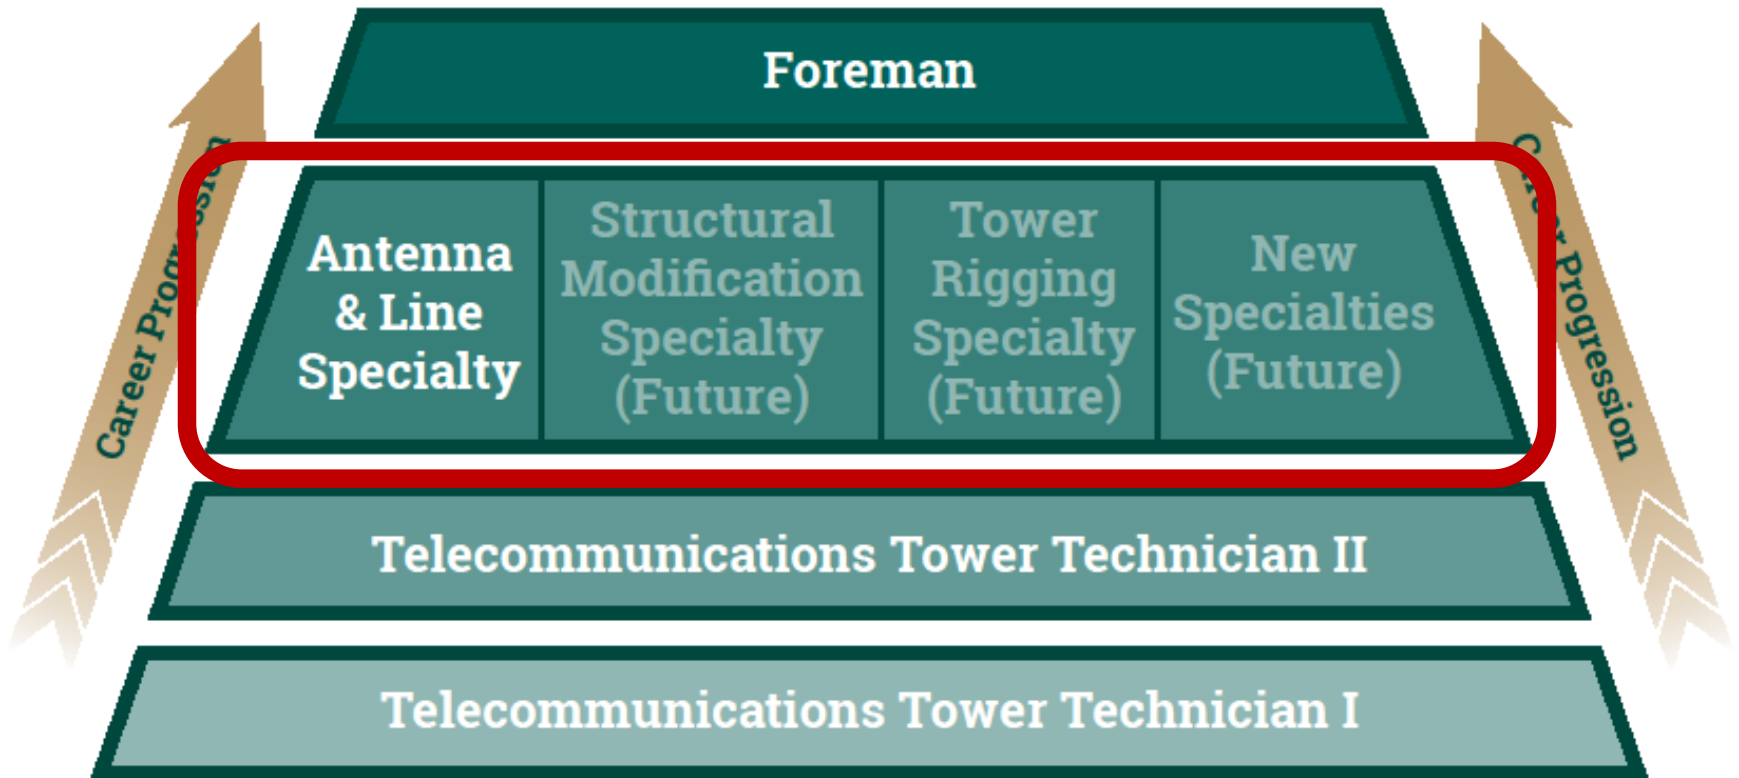 Foreman
Career Progression
Antenna
& Line
Specialty
Structural
Modification
Specialty
(Future)
Tower
Rigging
Specialty
(Future)
New
Specialties
(Future)
Career Progression
Telecommunications Tower Technician II
Telecommunications Tower Technician I